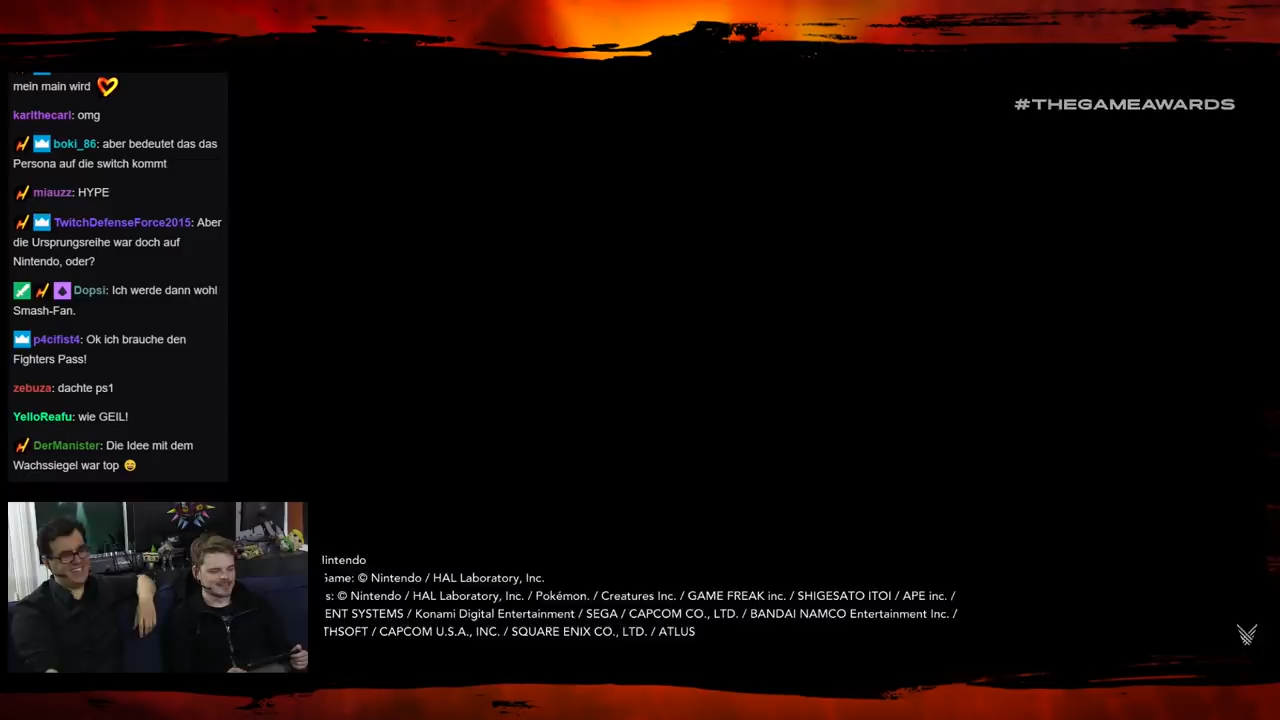 #THEGAMEAWARDS
mein main wird
karlthecarl: omg
boki_86: aber bedeutet das das
Persona auf die switch kommt
miauzz: HYPE
TwitchDefenseForce2015: Aber
die Ursprungsreihe war doch auf
Nintendo, oder?
Dopsi: Ich werde dann wohl
Smash-Fan.
p4cifist4: Ok ich brauche den
Fighters Pass!
zebuza: dachte ps1
YelloReafu: wie GEIL!
DerManister: Die Idee mit dem
Wachssiegel war top
lintendo
Game: © Nintendo / HAL Laboratory, Inc.
s: © Nintendo / HAL Laboratory, Inc. / Pokémon. / Creatures Inc. / GAME FREAK inc. / SHIGESATO ITOI / APE inc. /
ENT SYSTEMS / Konami Digital Entertainment / SEGA / CAPCOM CO., LTD. / BANDAI NAMCO Entertainment Inc. /
THSOFT / CAPCOM U.S.A., INC. / SQUARE ENIX CO., LTD. / ATLUS